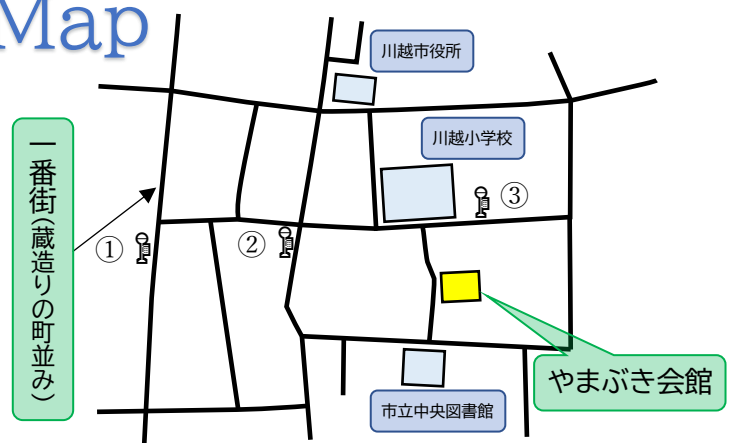 Map
川越市役所
川越小学校
③
一番街(蔵造りの町並み)
①
②
やまぶき会館
市立中央図書館